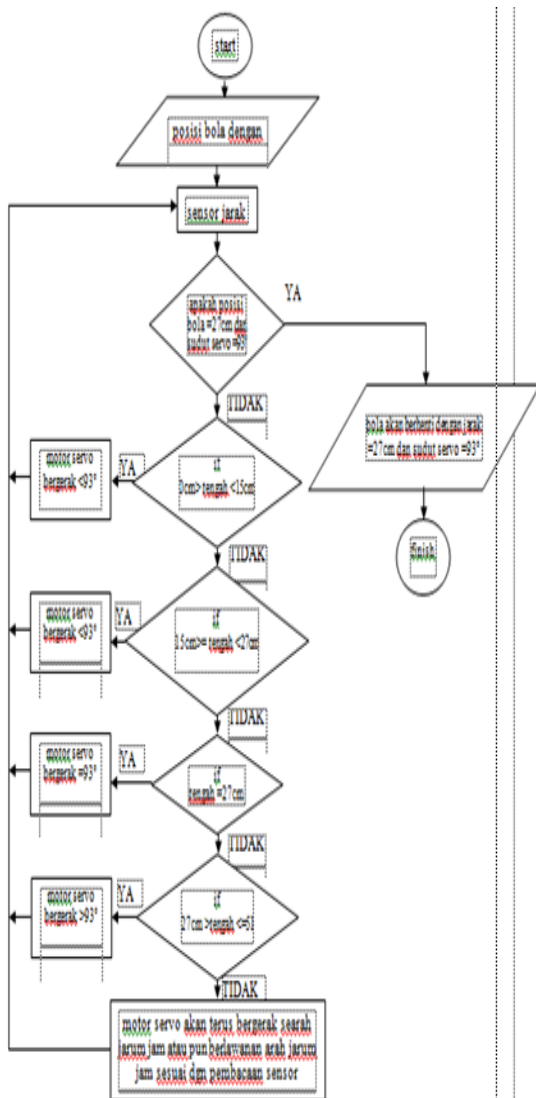 start
posisi bola dengan
sensor jarak
apakah posisi
bola =27cm dan
sudut servo =93
YA
TIDAK
bola akan berhenti dengan jarak
=27cm dan sudut servo =93°
finish
if
0cm> tengah <15cm
YA
motor servo
bergerak <93°
TIDAK
if
15cm>= tengah <27cm
YA
motor servo
bergerak <93°
TIDAK
if
tengah =27cm
YA
motor servo
bergerak =93°
TIDAK
if
27cm >tengah <=51
YA
motor servo
bergerak >93°
TIDAK
motor servo akan terus bergerak searah
jarum jam atau pun berlawanan arah jarum
jam sesuai dgn pembacaan sensor